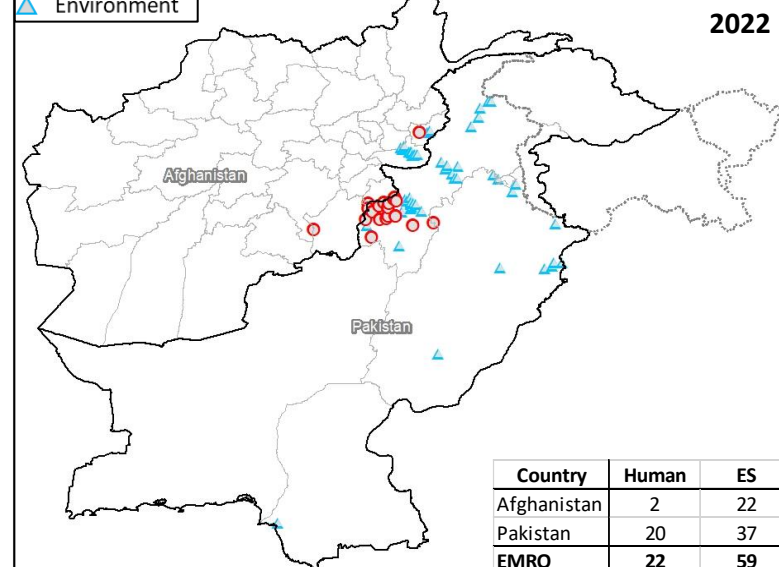 Environment
2022
Afghanistan
Pakistan
Country Human ES
Afghanistan 2 22
Pakistan 20 37
EMRO 22 59